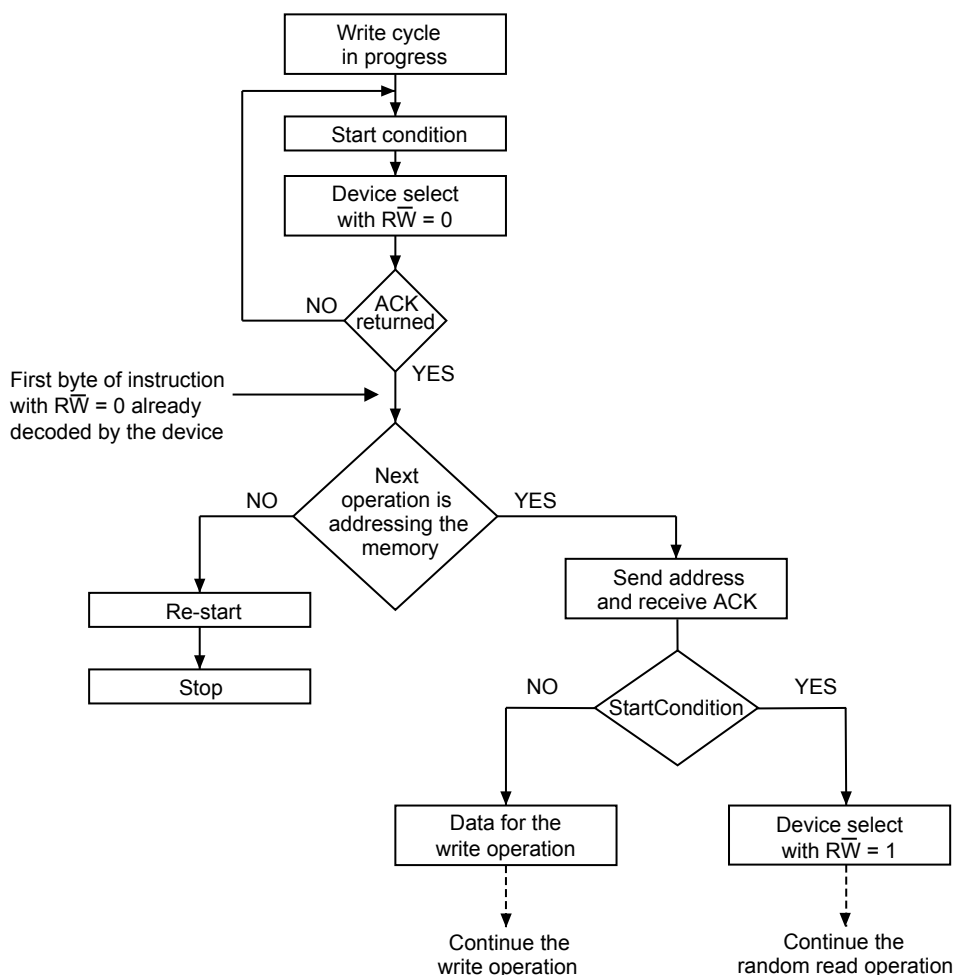 Write cycle
in progress
Start condition
Device select
with RW̅ = 0
NO
ACK
returned
YES
First byte of instruction
with RW̅ = 0 already
decoded by the device
NO
Next
operation is
addressing the
memory
YES
Send address
and receive ACK
Re-start
Stop
NO
StartCondition
YES
Data for the
write operation
Device select
with RW̅ = 1
Continue the
write operation
Continue the
random read operation